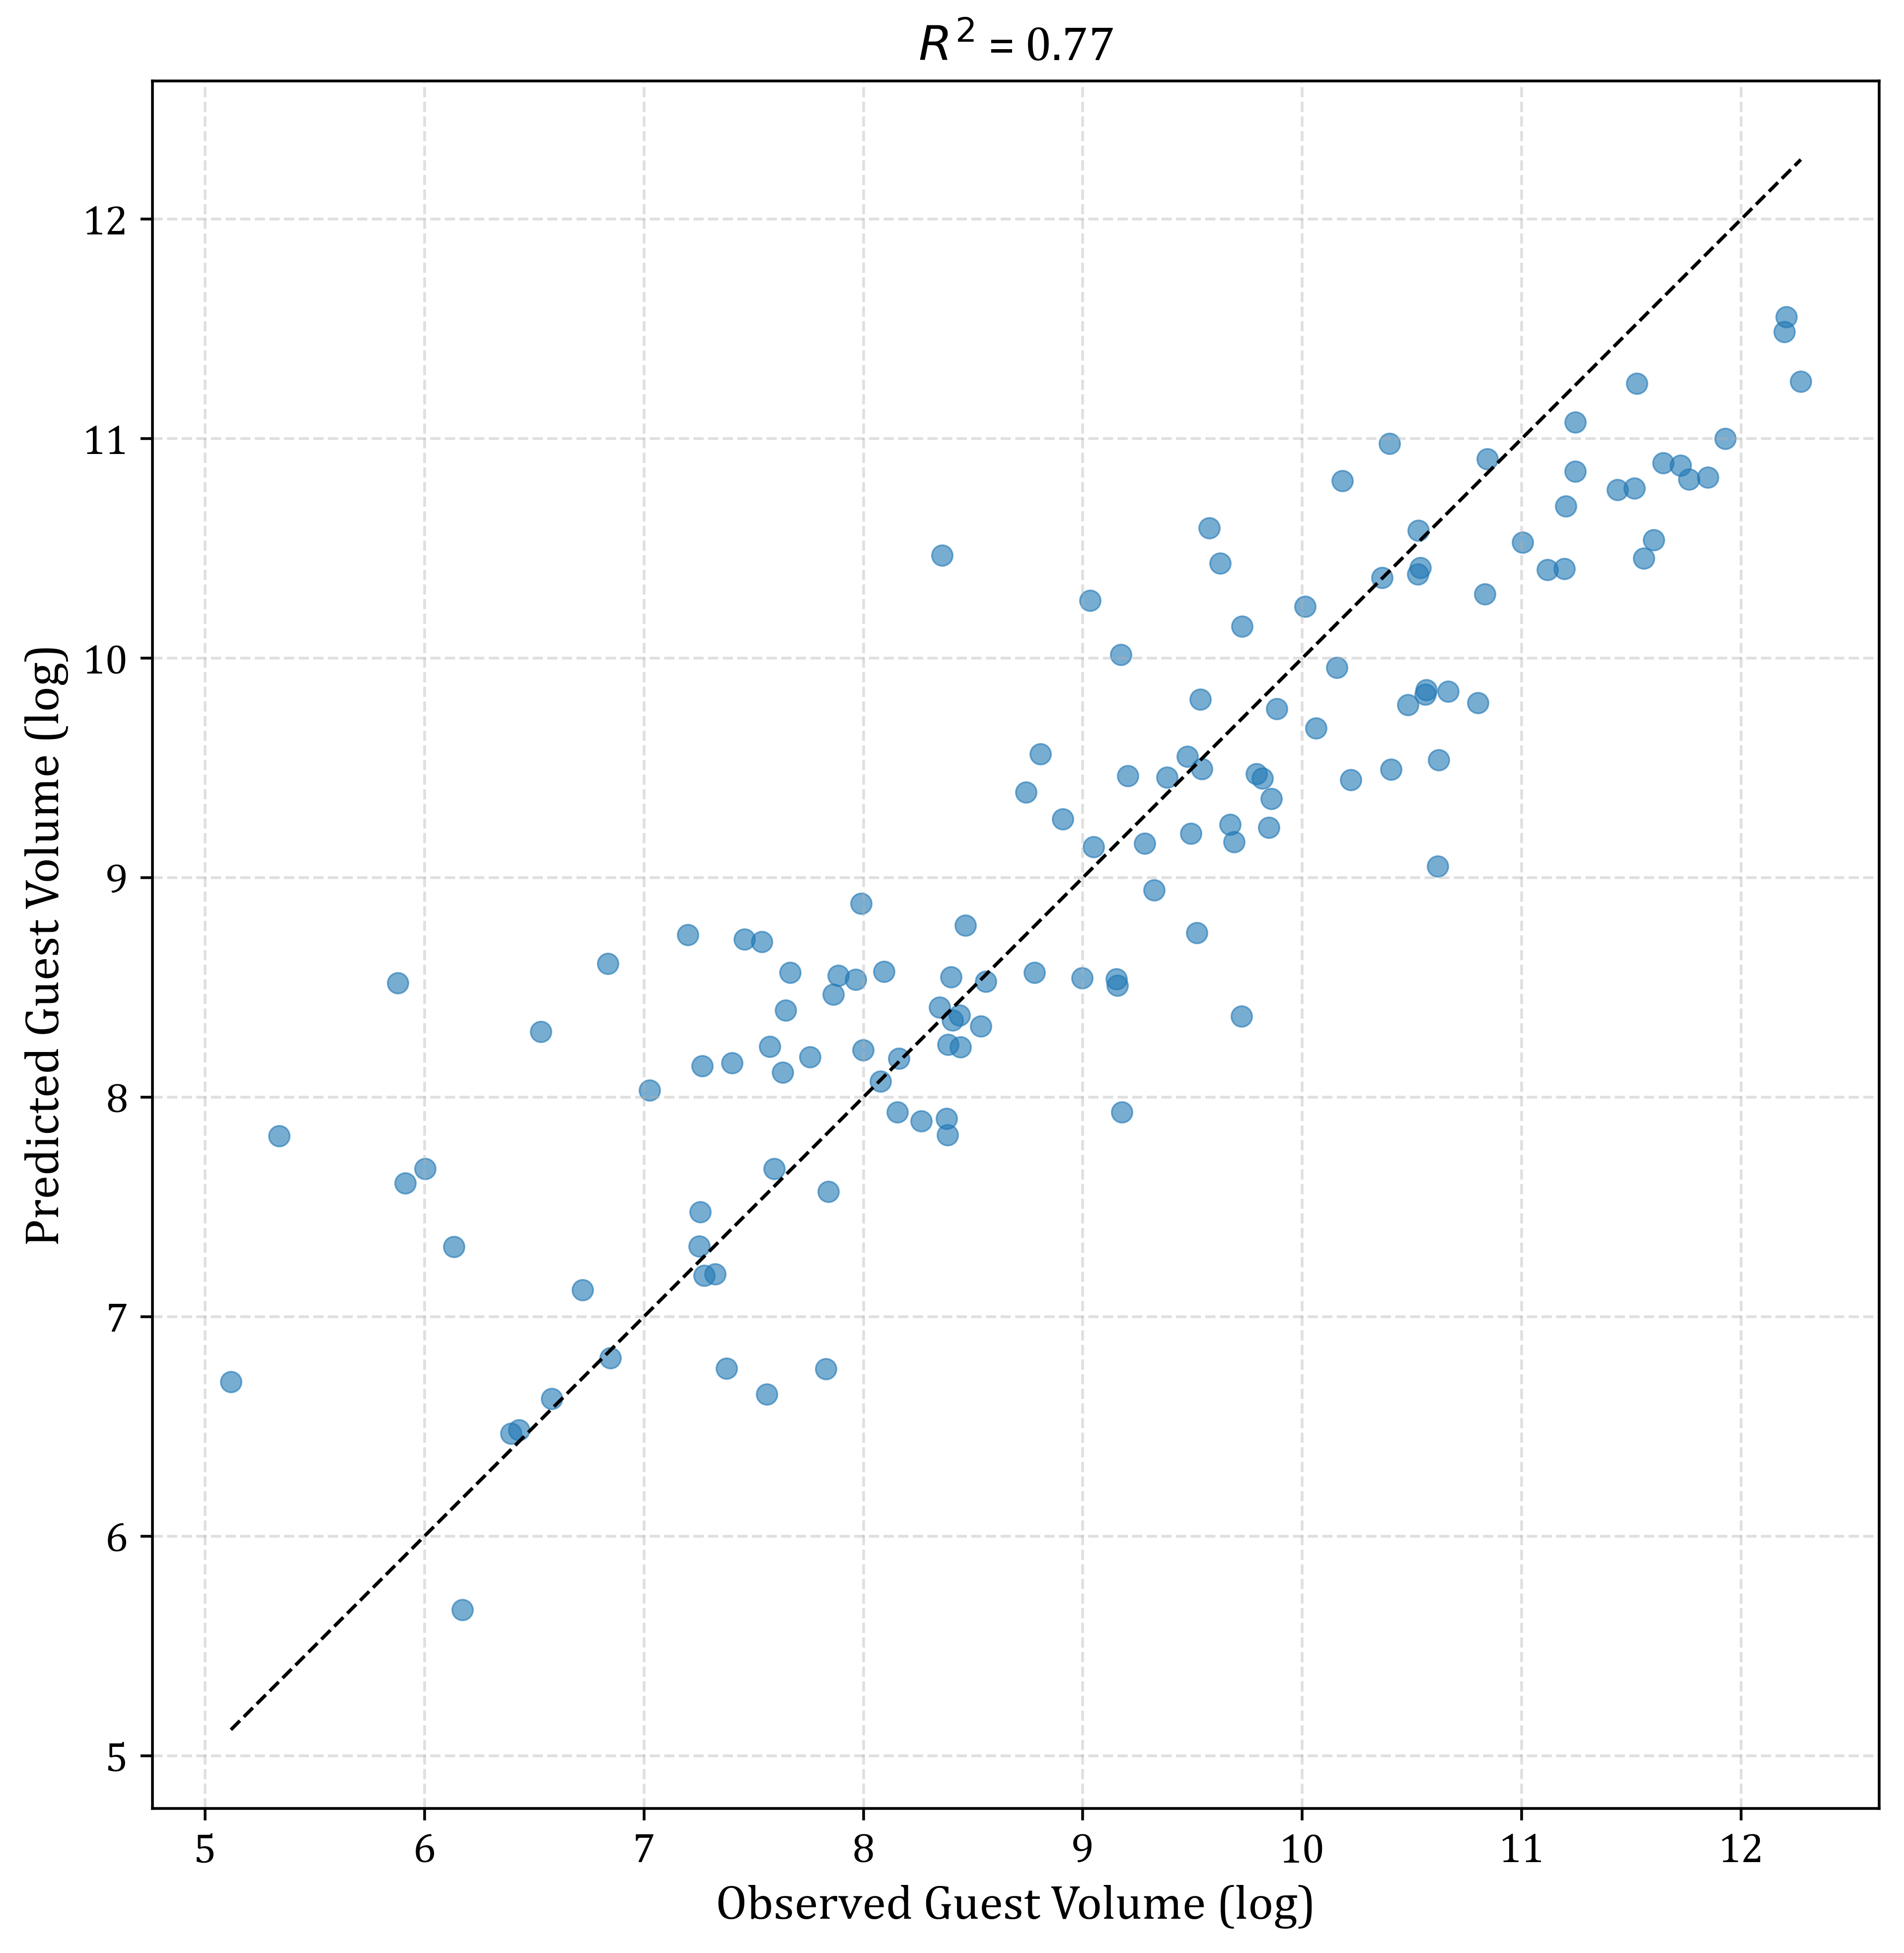 R² = 0.77
Predicted Guest Volume (log)
12
11
10
9
8
7
6
5
5 6 7 8 9 10 11 12
Observed Guest Volume (log)